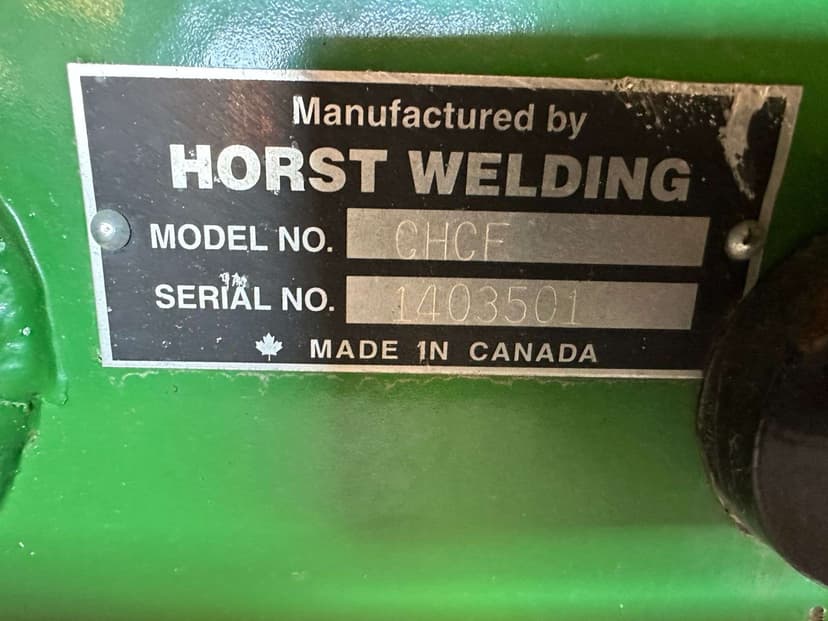 Manufactured by
HORST WELDING
MODEL NO. CHCF
SERIAL NO. 1403501
MADE IN CANADA